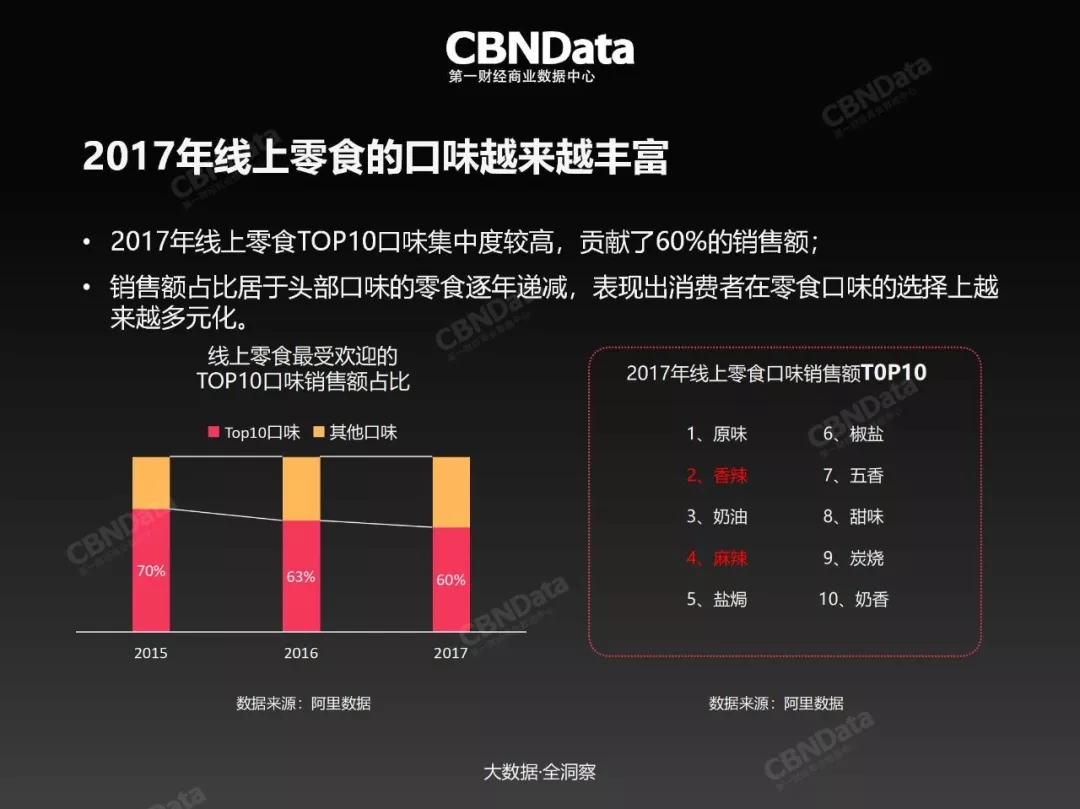 CBNData
第一财经商业数据中心
2017年线上零食的口味越来越丰富
• 2017年线上零食TOP10口味集中度较高，贡献了60%的销售额；
• 销售额占比居于头部口味的零食逐年递减，表现出消费者在零食口味的选择上越
来越多元化。
线上零食最受欢迎的
TOP10口味销售额占比
Top10口味 其他口味
70%
63%
60%
2015 2016 2017
数据来源：阿里数据
2017年线上零食口味销售额TOP10
1、原味 6、椒盐
2、香辣 7、五香
3、奶油 8、甜味
4、麻辣 9、炭烧
5、盐焗 10、奶香
数据来源：阿里数据
大数据·全洞察